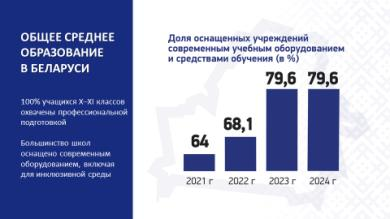 ОБЩЕЕ СРЕДНЕЕ
ОБРАЗОВАНИЕ
В БЕЛАРУСИ
100% учащихся X–XI классов
охвачены профессиональной
подготовкой
Большинство школ
оснащено современным
оборудованием, включая
для инклюзивной среды
Доля оснащенных учреждений
современным учебным оборудованием
и средствами обучения (в %)
64
68,1
79,6
79,6
2021 г
2022 г
2023 г
2024 г